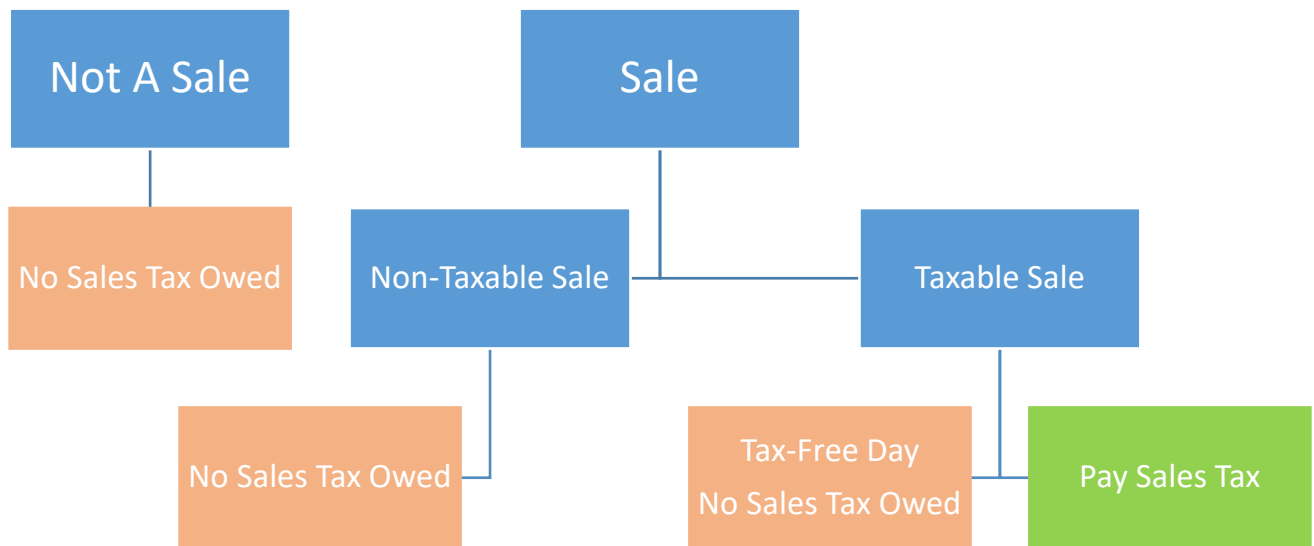 Not A Sale
Sale
No Sales Tax Owed
Non-Taxable Sale
Taxable Sale
No Sales Tax Owed
Tax-Free Day
No Sales Tax Owed
Pay Sales Tax